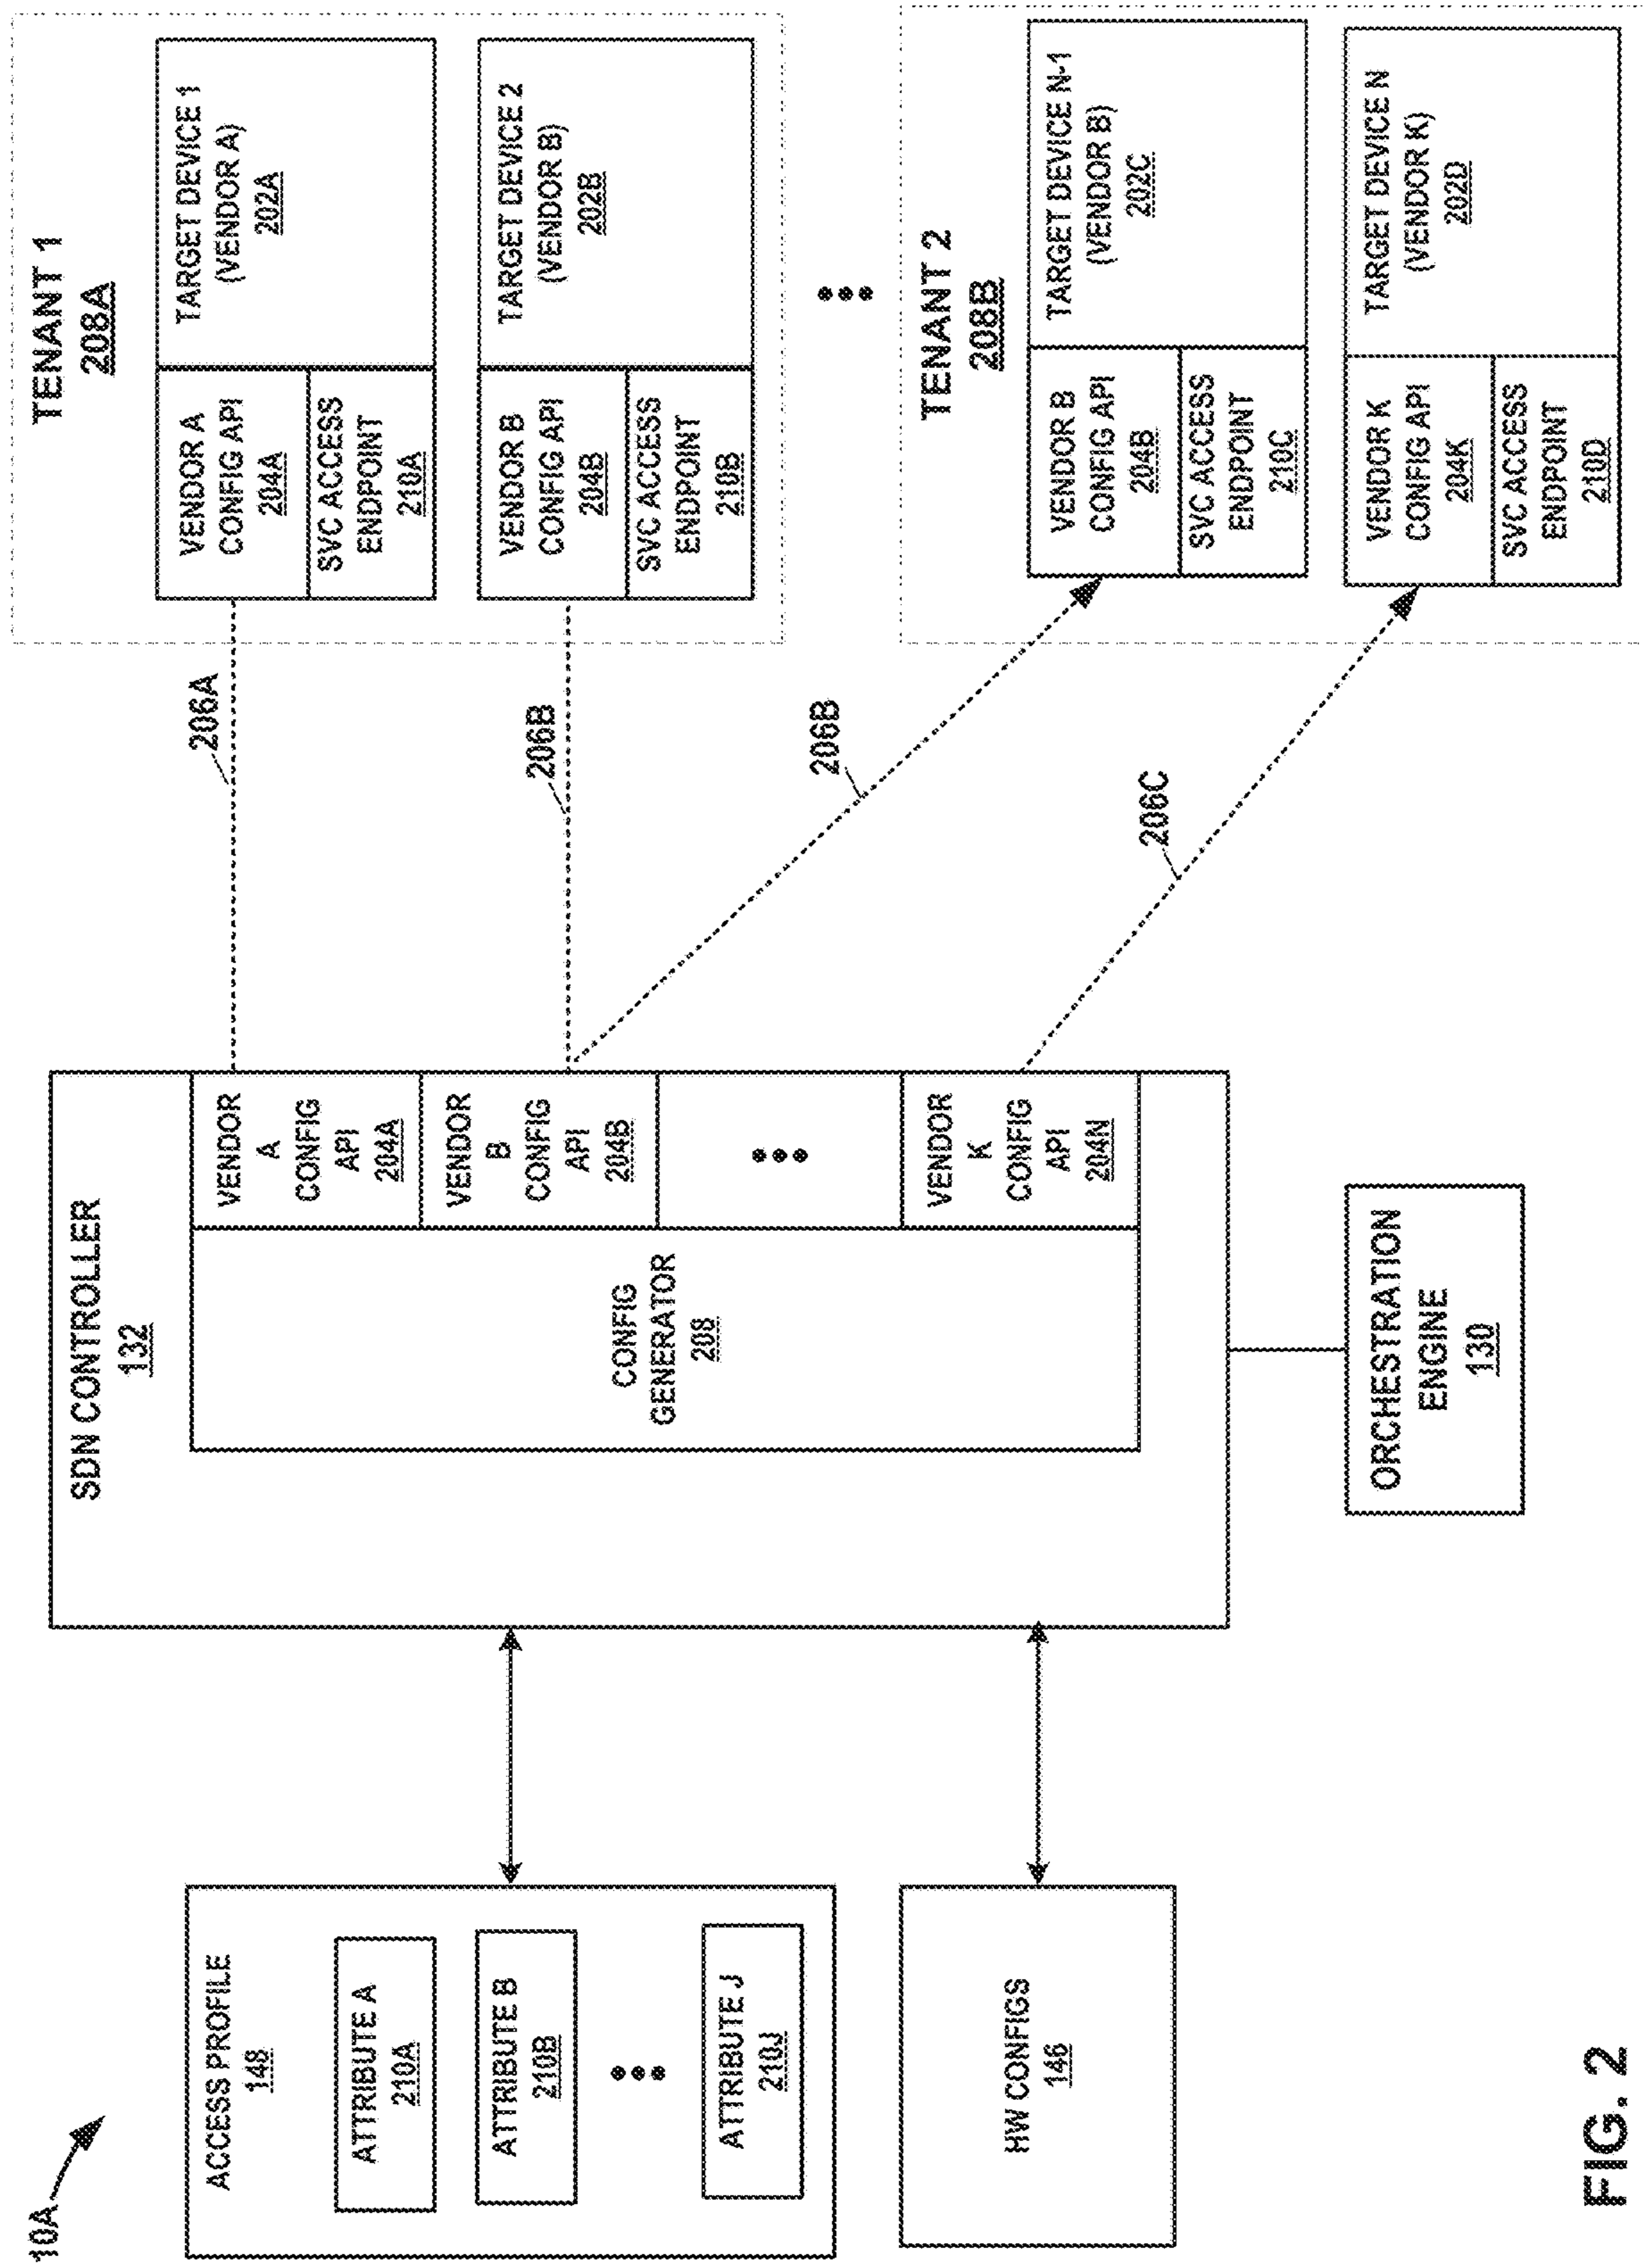 10A
ACCESS PROFILE
148
ATTRIBUTE A
210A
ATTRIBUTE B
210B
ATTRIBUTE J
210J
HW CONFIGS
146
SDN CONTROLLER
132
CONFIG
GENERATOR
208
VENDOR
A
CONFIG
API
204A
VENDOR
B
CONFIG
API
204B
VENDOR
K
CONFIG
API
204N
ORCHESTRATION
ENGINE
130
206A
206B
206B
206C
TENANT 1
208A
VENDOR A
CONFIG API
204A
SVC ACCESS
ENDPOINT
210A
TARGET DEVICE 1
(VENDOR A)
202A
VENDOR B
CONFIG API
204B
SVC ACCESS
ENDPOINT
210B
TARGET DEVICE 2
(VENDOR B)
202B
TENANT 2
208B
VENDOR B
CONFIG API
204B
SVC ACCESS
ENDPOINT
210C
TARGET DEVICE N-1
(VENDOR B)
202C
VENDOR K
CONFIG API
204K
SVC ACCESS
ENDPOINT
210D
TARGET DEVICE N
(VENDOR K)
202D
FIG. 2